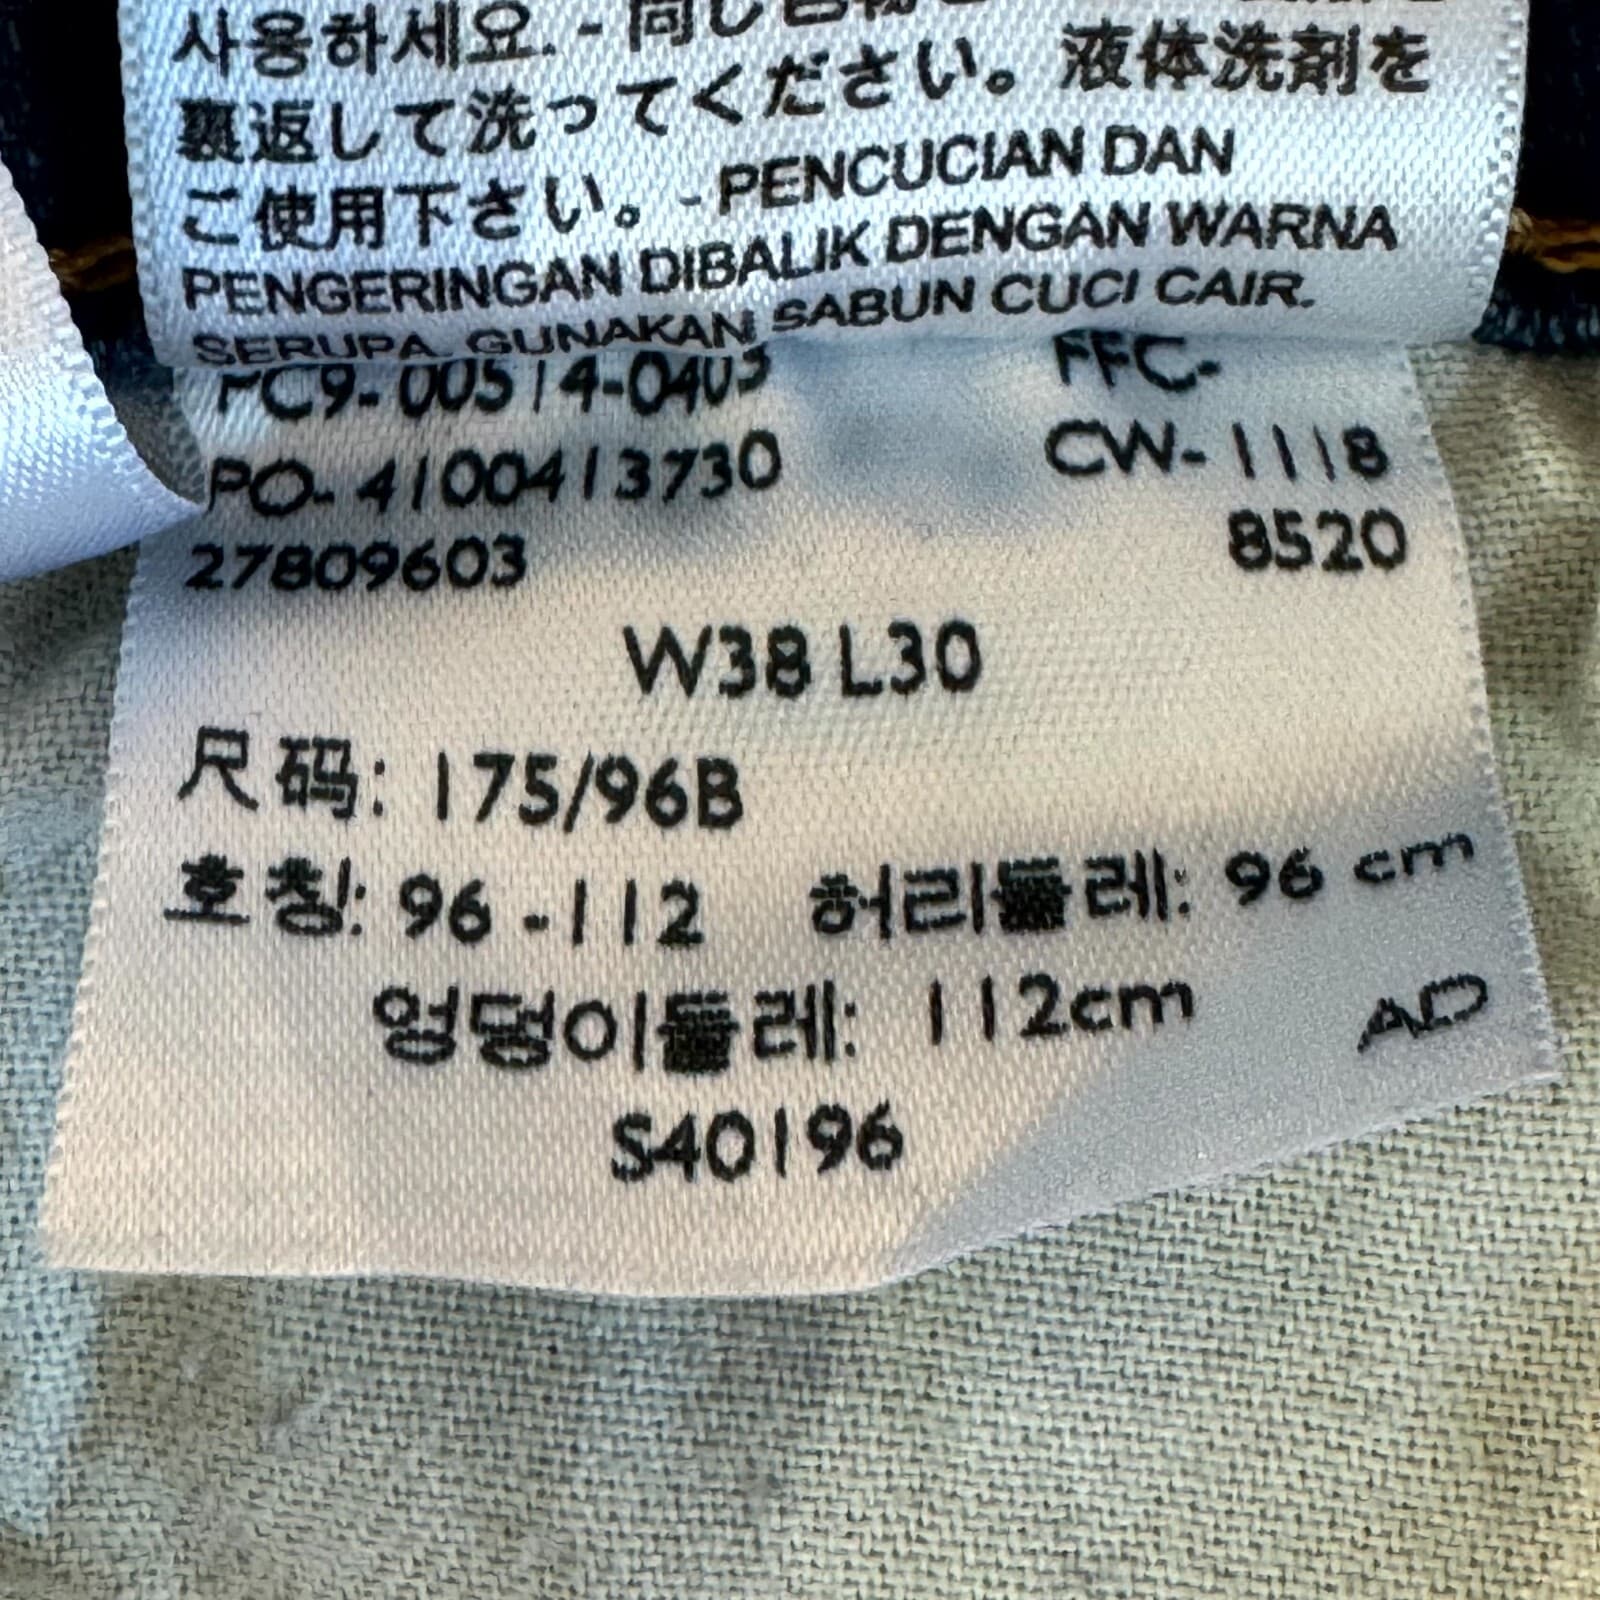 사용하세요. - 同じ色物と
裏返して洗ってください。液体洗剤を
ご使用下さい。 - PENCUCIAN DAN
PENGERINGAN DIBALIK DENGAN WARNA
SERUPA. GUNAKAN SABUN CUCI CAIR.
PC9-00514-0405 FFC-
PO-4100413730 CW-1118
27809603 8520
W38 L30
尺码: 175/96B
호칭: 96 -112 허리둘레: 96 cm
엉덩이둘레: 112cm AD
S40196